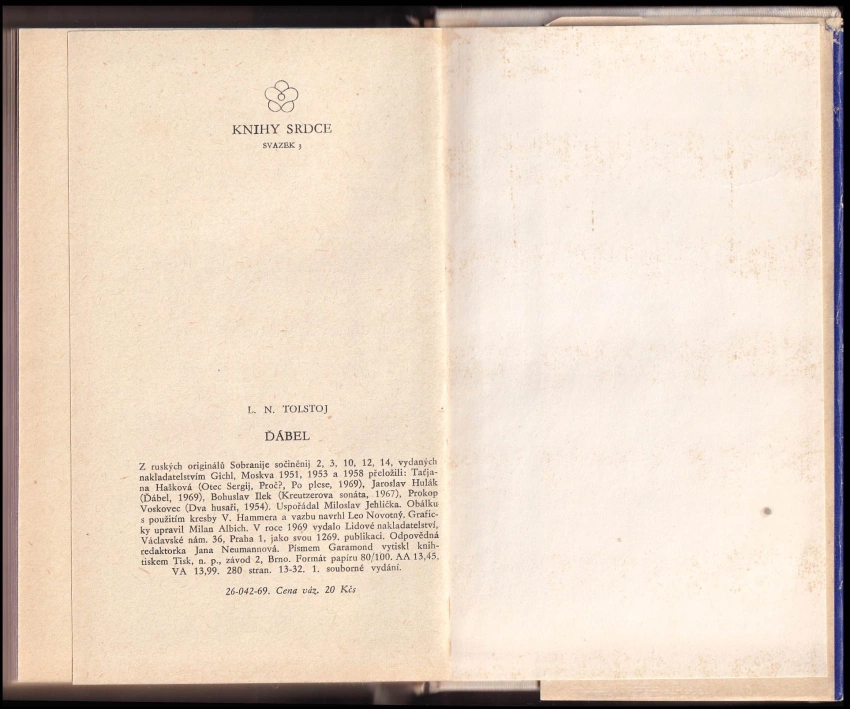 KNIHY SRDCE
SVAZEK 3
L. N. TOLSTOJ
ĎÁBEL
Z ruských originálů Sobranije sočiněnij 2, 3, 10, 12, 14, vydaných
nakladatelstvím Gichl, Moskva 1951, 1953 a 1958 přeložili: Taťja-
na Hašková (Otec Sergij, Proč?, Po plese, 1969), Jaroslav Hulák
(Ďábel, 1969), Bohuslav Ilek (Kreutzerova sonáta, 1967), Prokop
Voskovec (Dva husaři, 1954). Uspořádal Miloslav Jehlička. Obálku
s použitím kresby V. Hammera a vazbu navrhl Leo Novotný. Grafic-
ky upravil Milan Albich. V roce 1969 vydalo Lidové nakladatelství,
Václavské nám. 36, Praha 1, jako svou 1269. publikaci. Odpovědná
redaktorka Jana Neumannová. Písmem Garamond vytiskl knih-
tiskem Tisk, n. p., závod 2, Brno. Formát papíru 80/100. AA 13,45.
VA 13,99. 280 stran. 13-32. 1. souborné vydání.
26-042-69. Cena váz. 20 Kčs